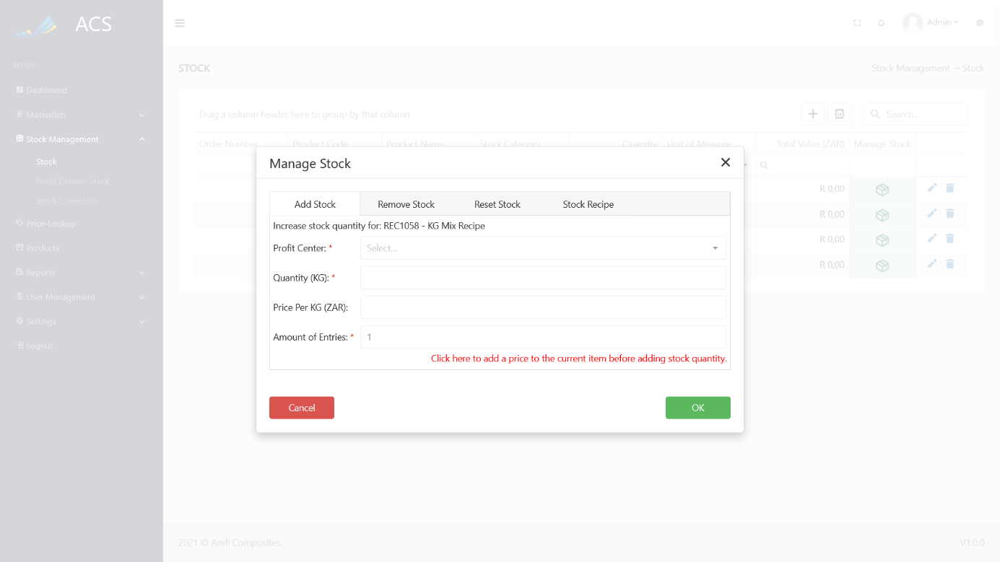 ACS
Admin
MENU
STOCK
Stock Management → Stock
Dashboard
Drag a column header here to group by that column
Search...
Masterlists
Stock Management
Order Number
Product Code
Product Name
Stock Category
Quantity
Unit of Measure
Total Value (ZAR)
Manage Stock
Stock
Profit Centers Stock
Stock Correction
Price-Lookup
Products
Reports
User Management
Settings
Logout
R 0,00
R 0,00
R 0,00
R 0,00
Manage Stock
Add Stock
Remove Stock
Reset Stock
Stock Recipe
Increase stock quantity for: REC1058 - KG Mix Recipe
Profit Center: *
Select...
Quantity (KG): *
Price Per KG (ZAR):
Amount of Entries: *
1
Click here to add a price to the current item before adding stock quantity.
Cancel
OK
2021 © Amfi Composites.
V1.0.0